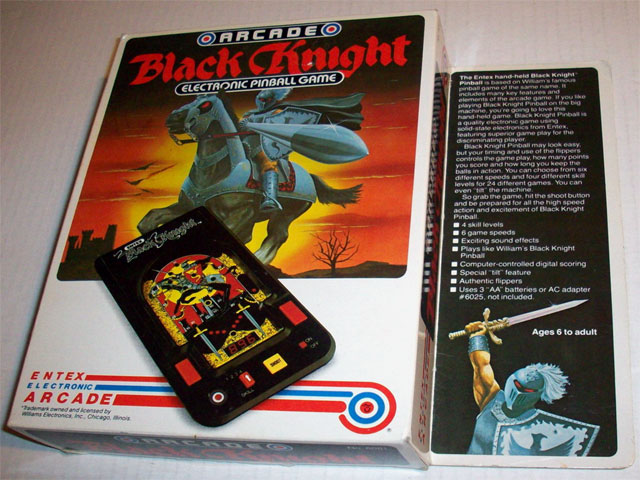 ARCADE
Black Knight
ELECTRONIC PINBALL GAME
ENTEX
Black Knight
ENTEX
ELECTRONIC
ARCADE
*Trademark owned and licensed by
Williams Electronics, Inc., Chicago, Illinois.
ARCADE
Black Knight
The Entex hand-held Black Knight*
Pinball is based on William's famous
pinball game of the same name. It
includes many key features and
elements of the arcade game. If you like
playing Black Knight Pinball on the big
machine, you're going to love this
hand-held game. Black Knight Pinball is
a quality electronic game using
solid-state electronics from Entex,
featuring superior game play for the
discriminating player.
Black Knight Pinball may look easy,
but your timing and use of the flippers
controls the game play, how many points
you score and how long you keep the
balls in action. You can choose from six
different speeds and four different skill
levels for 24 different games. You can
even "tilt" the machine.
So grab the game, hit the shoot button
and be prepared for all the high speed
action and excitement of Black Knight
Pinball.
■ 4 skill levels
■ 6 game speeds
■ Exciting sound effects
■ Plays like William's Black Knight
Pinball
■ Computer-controlled digital scoring
■ Special "tilt" feature
■ Authentic flippers
■ Uses 3 "AA" batteries or AC adapter
#6025, not included.
Ages 6 to adult